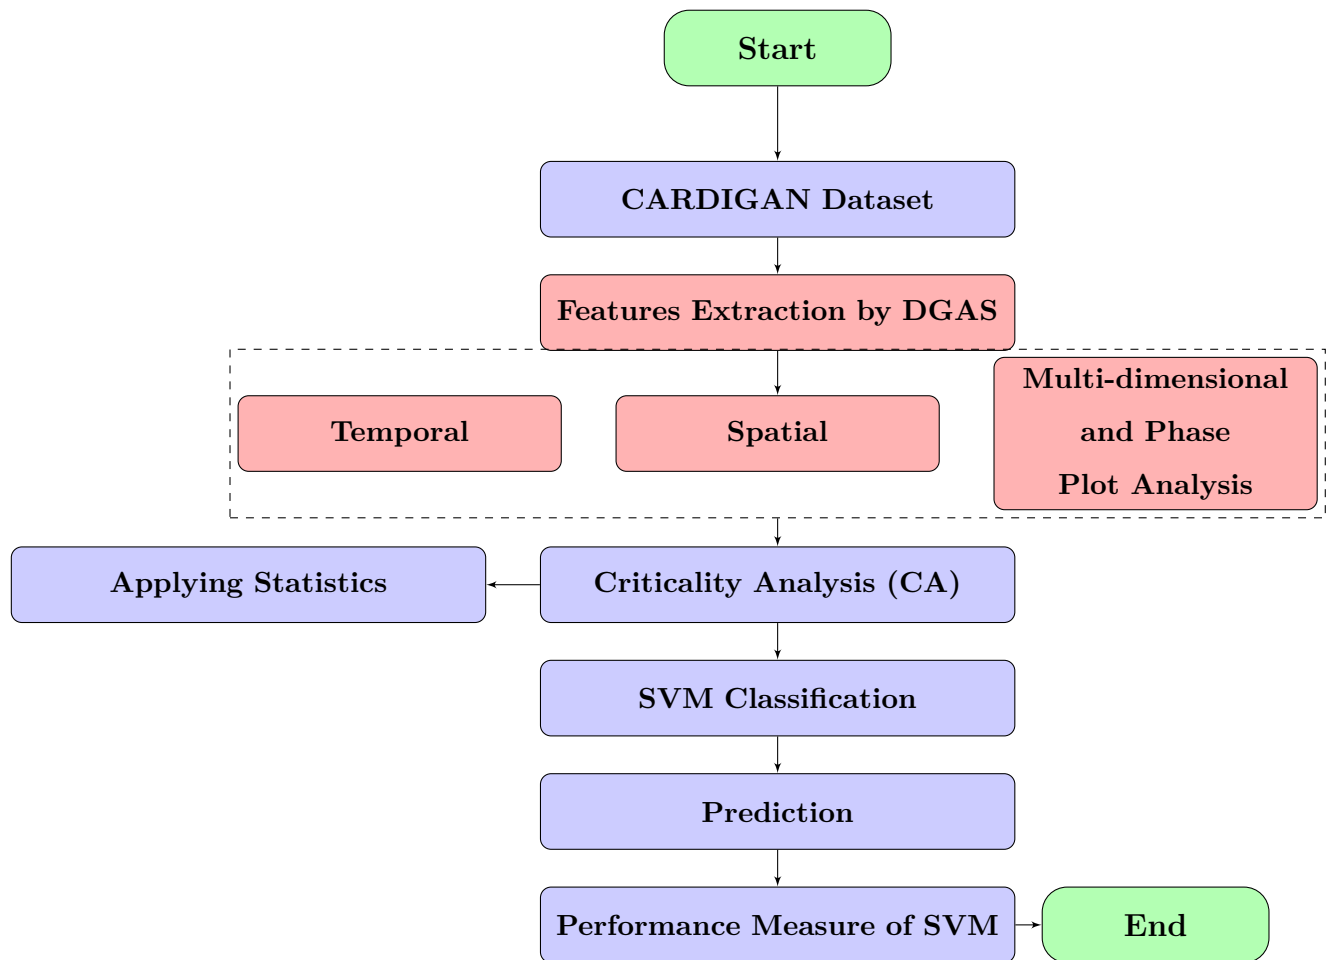 Start
CARDIGAN Dataset
Features Extraction by DGAS
Temporal
Spatial
Multi-dimensional
and Phase
Plot Analysis
Applying Statistics
Criticality Analysis (CA)
SVM Classification
Prediction
Performance Measure of SVM
End